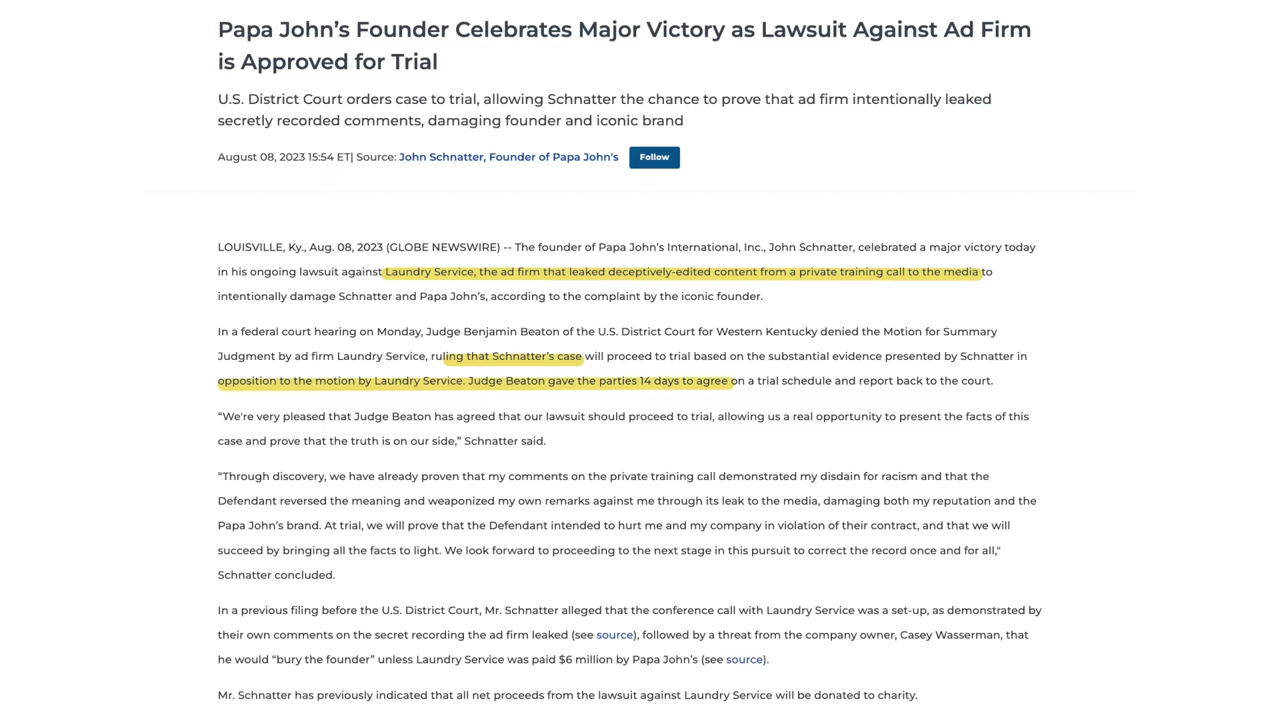 Papa John’s Founder Celebrates Major Victory as Lawsuit Against Ad Firm
is Approved for Trial
U.S. District Court orders case to trial, allowing Schnatter the chance to prove that ad firm intentionally leaked
secretly recorded comments, damaging founder and iconic brand
August 08, 2023 15:54 ET| Source: John Schnatter, Founder of Papa John's Follow
LOUISVILLE, Ky., Aug. 08, 2023 (GLOBE NEWSWIRE) -- The founder of Papa John’s International, Inc., John Schnatter, celebrated a major victory today
in his ongoing lawsuit against Laundry Service, the ad firm that leaked deceptively-edited content from a private training call to the media to
intentionally damage Schnatter and Papa John’s, according to the complaint by the iconic founder.
In a federal court hearing on Monday, Judge Benjamin Beaton of the U.S. District Court for Western Kentucky denied the Motion for Summary
Judgment by ad firm Laundry Service, ruling that Schnatter’s case will proceed to trial based on the substantial evidence presented by Schnatter in
opposition to the motion by Laundry Service. Judge Beaton gave the parties 14 days to agree on a trial schedule and report back to the court.
“We're very pleased that Judge Beaton has agreed that our lawsuit should proceed to trial, allowing us a real opportunity to present the facts of this
case and prove that the truth is on our side,” Schnatter said.
“Through discovery, we have already proven that my comments on the private training call demonstrated my disdain for racism and that the
Defendant reversed the meaning and weaponized my own remarks against me through its leak to the media, damaging both my reputation and the
Papa John’s brand. At trial, we will prove that the Defendant intended to hurt me and my company in violation of their contract, and that we will
succeed by bringing all the facts to light. We look forward to proceeding to the next stage in this pursuit to correct the record once and for all,"
Schnatter concluded.
In a previous filing before the U.S. District Court, Mr. Schnatter alleged that the conference call with Laundry Service was a set-up, as demonstrated by
their own comments on the secret recording the ad firm leaked (see source), followed by a threat from the company owner, Casey Wasserman, that
he would “bury the founder” unless Laundry Service was paid $6 million by Papa John’s (see source).
Mr. Schnatter has previously indicated that all net proceeds from the lawsuit against Laundry Service will be donated to charity.